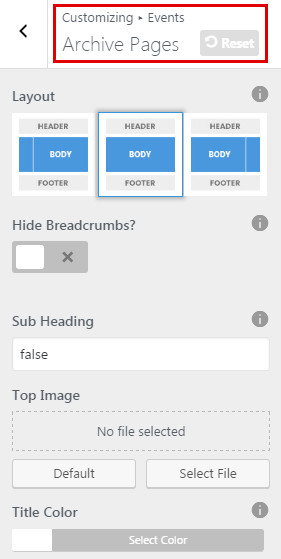 Customizing ▸ Events
Archive Pages Reset
Layout
HEADER HEADER HEADER
BODY BODY BODY
FOOTER FOOTER FOOTER
Hide Breadcrumbs?
Sub Heading
false
Top Image
No file selected
Default Select File
Title Color
Select Color